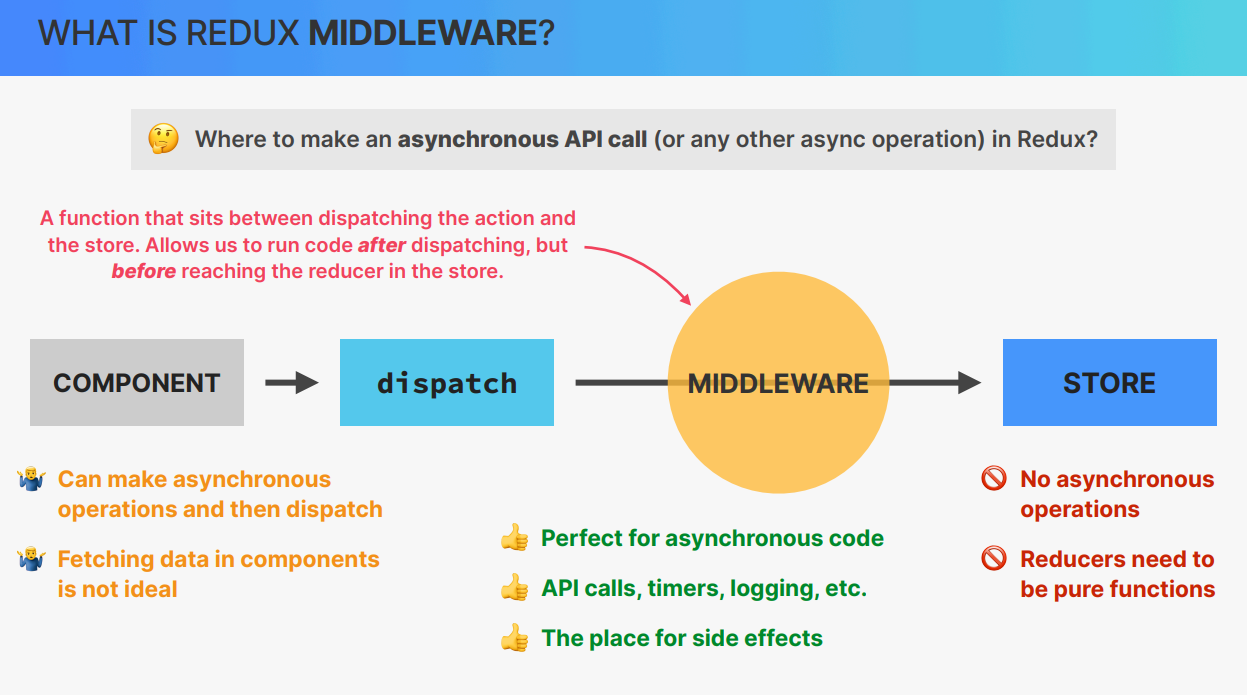 WHAT IS REDUX MIDDLEWARE?
Where to make an asynchronous API call (or any other async operation) in Redux?
A function that sits between dispatching the action and
the store. Allows us to run code after dispatching, but
before reaching the reducer in the store.
COMPONENT
dispatch
MIDDLEWARE
STORE
Can make asynchronous
operations and then dispatch
Fetching data in components
is not ideal
Perfect for asynchronous code
API calls, timers, logging, etc.
The place for side effects
No asynchronous
operations
Reducers need to
be pure functions